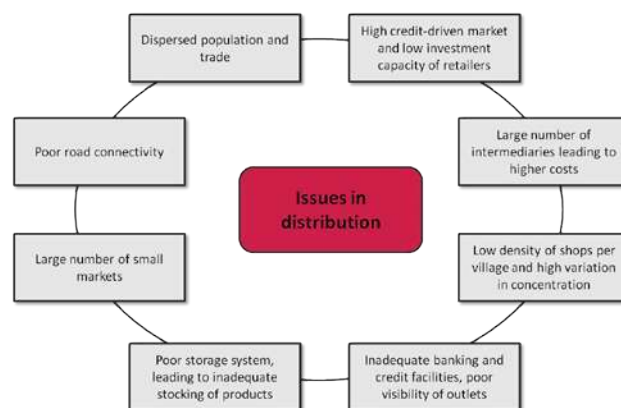 Dispersed population and
trade
High credit-driven market
and low investment
capacity of retailers
Poor road connectivity
Large number of
intermediaries leading to
higher costs
Issues in
distribution
Large number of small
markets
Low density of shops per
village and high variation
in concentration
Poor storage system,
leading to inadequate
stocking of products
Inadequate banking and
credit facilities, poor
visibility of outlets